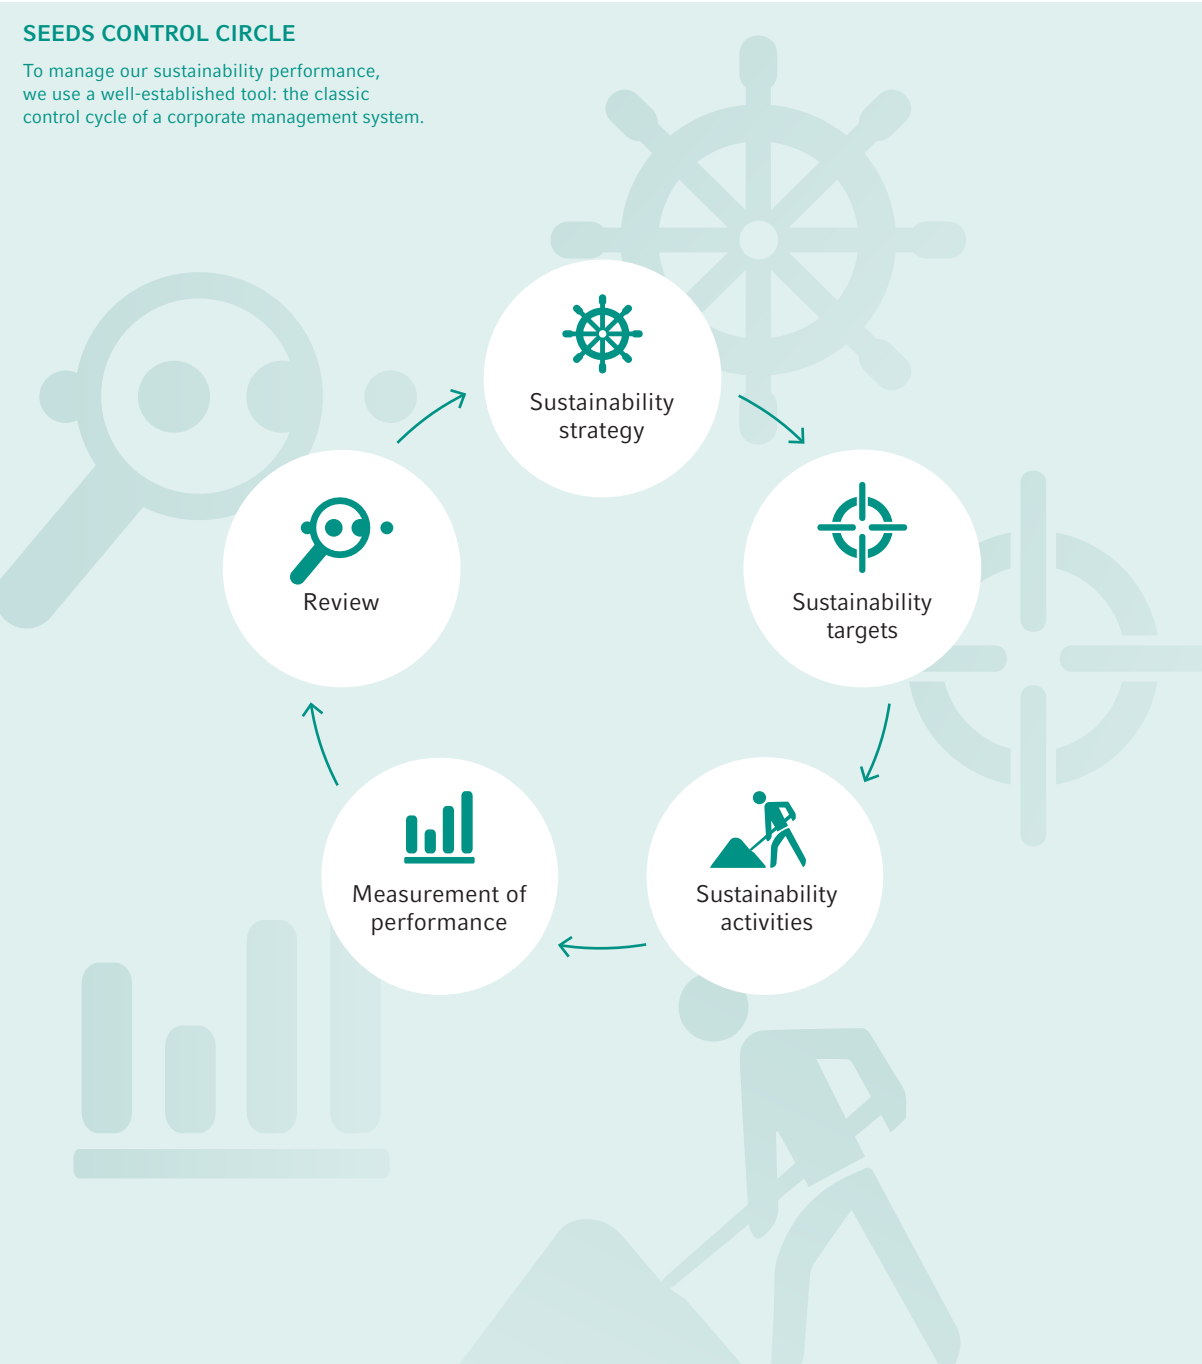 SEEDS CONTROL CIRCLE
To manage our sustainability performance,
we use a well-established tool: the classic
control cycle of a corporate management system.
Sustainability
strategy
Sustainability
targets
Sustainability
activities
Measurement of
performance
Review